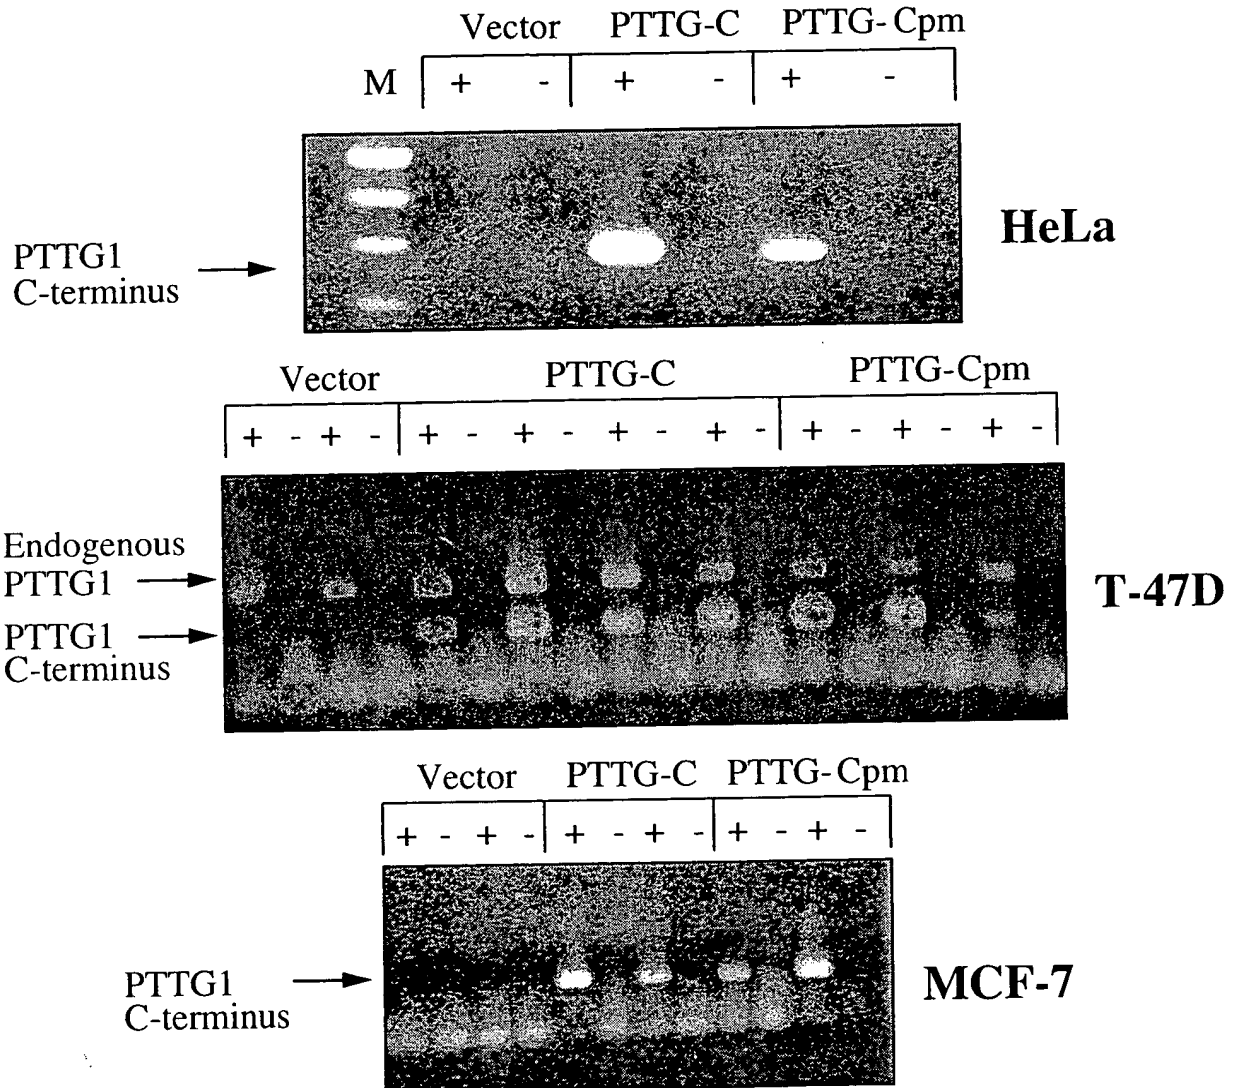 Vector PTTG-C PTTG-Cpm
M + - + - + -
HeLa
PTTG1
C-terminus
Vector PTTG-C PTTG-Cpm
+ - + - + - + - + - + - + - + - + -
Endogenous
PTTG1
T-47D
PTTG1
C-terminus
Vector PTTG-C PTTG-Cpm
+ - + - + - + - + - + -
PTTG1
C-terminus
MCF-7